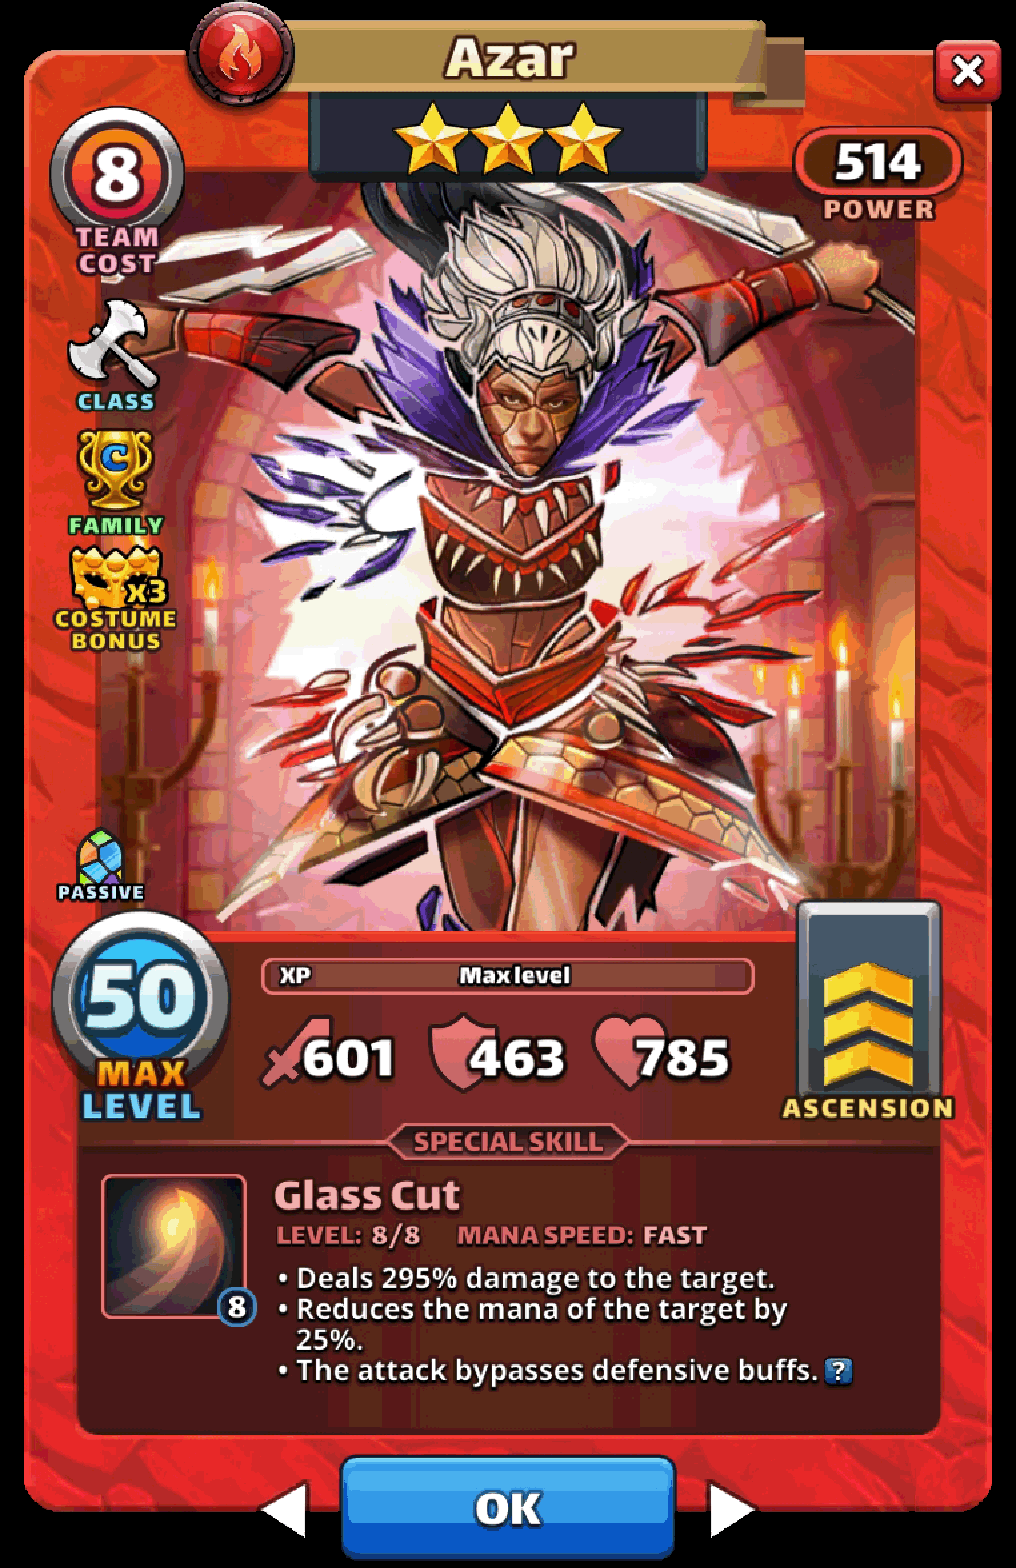 Azar
8
TEAM
COST
514
POWER
CLASS
C
FAMILY
x3
COSTUME
BONUS
PASSIVE
50
MAX
LEVEL
XP Max level
601 463 785
ASCENSION
SPECIAL SKILL
Glass Cut
LEVEL: 8/8 MANA SPEED: FAST
8
• Deals 295% damage to the target.
• Reduces the mana of the target by
25%.
• The attack bypasses defensive buffs. ?
OK